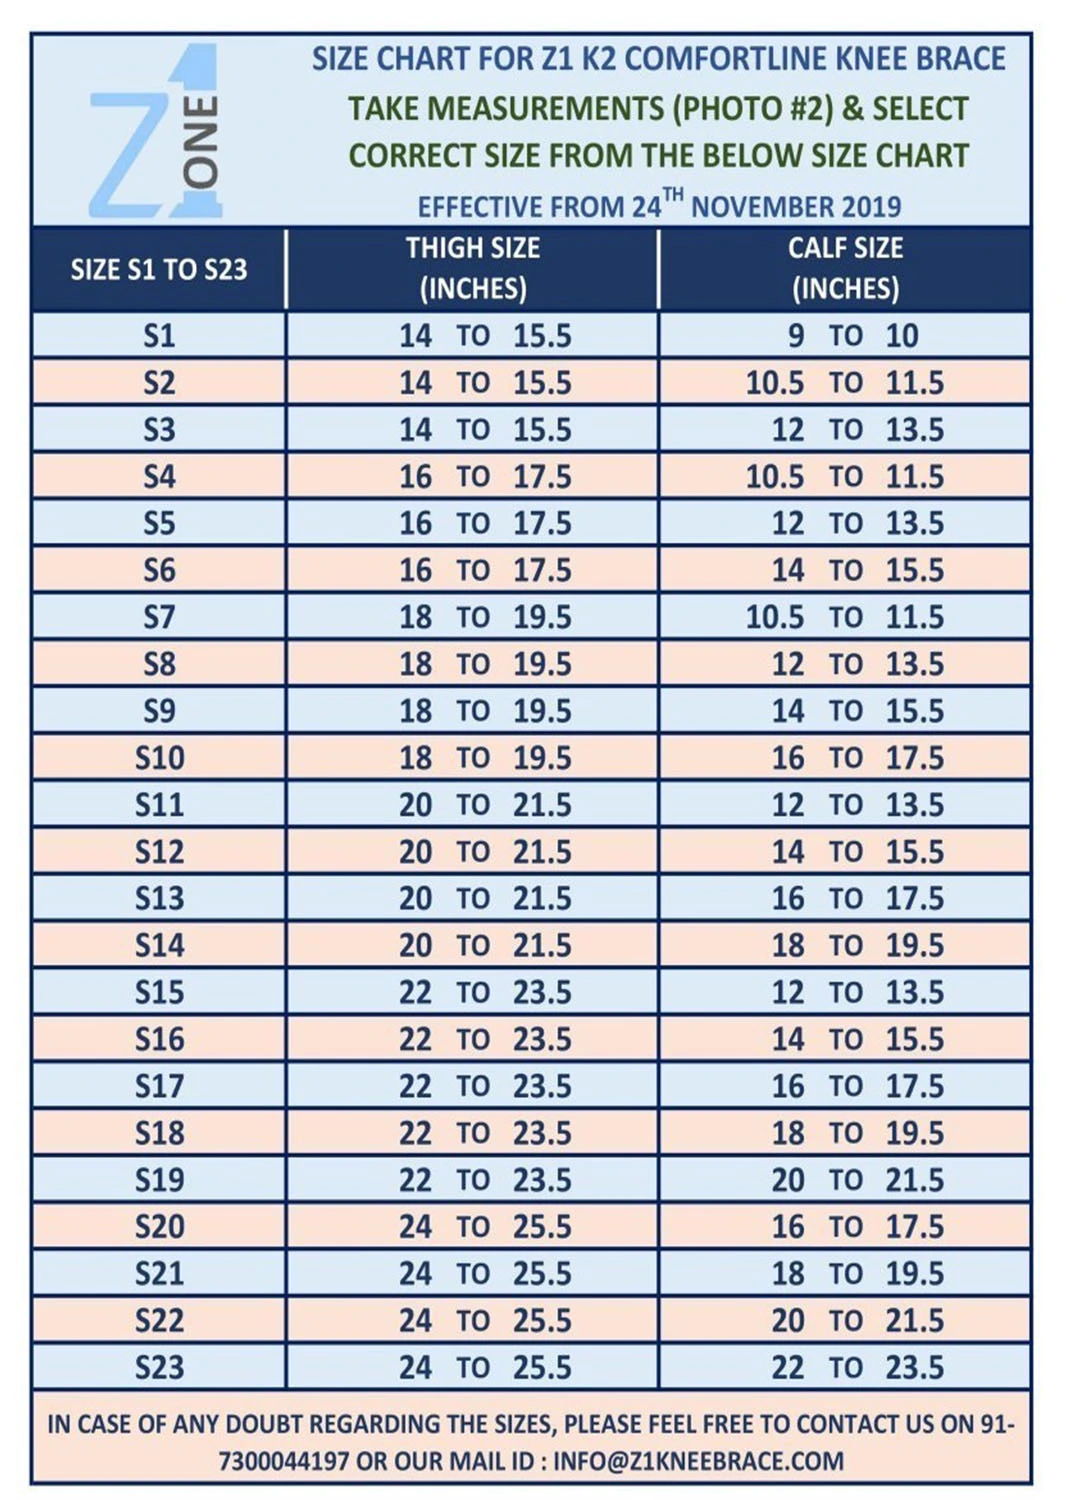 Z1 ONE
SIZE CHART FOR Z1 K2 COMFORTLINE KNEE BRACE
TAKE MEASUREMENTS (PHOTO #2) & SELECT
CORRECT SIZE FROM THE BELOW SIZE CHART
EFFECTIVE FROM 24TH NOVEMBER 2019
SIZE S1 TO S23 THIGH SIZE (INCHES) CALF SIZE (INCHES)
S1 14 TO 15.5 9 TO 10
S2 14 TO 15.5 10.5 TO 11.5
S3 14 TO 15.5 12 TO 13.5
S4 16 TO 17.5 10.5 TO 11.5
S5 16 TO 17.5 12 TO 13.5
S6 16 TO 17.5 14 TO 15.5
S7 18 TO 19.5 10.5 TO 11.5
S8 18 TO 19.5 12 TO 13.5
S9 18 TO 19.5 14 TO 15.5
S10 18 TO 19.5 16 TO 17.5
S11 20 TO 21.5 12 TO 13.5
S12 20 TO 21.5 14 TO 15.5
S13 20 TO 21.5 16 TO 17.5
S14 20 TO 21.5 18 TO 19.5
S15 22 TO 23.5 12 TO 13.5
S16 22 TO 23.5 14 TO 15.5
S17 22 TO 23.5 16 TO 17.5
S18 22 TO 23.5 18 TO 19.5
S19 22 TO 23.5 20 TO 21.5
S20 24 TO 25.5 16 TO 17.5
S21 24 TO 25.5 18 TO 19.5
S22 24 TO 25.5 20 TO 21.5
S23 24 TO 25.5 22 TO 23.5
IN CASE OF ANY DOUBT REGARDING THE SIZES, PLEASE FEEL FREE TO CONTACT US ON 91-
7300044197 OR OUR MAIL ID : INFO@Z1KNEEBRACE.COM